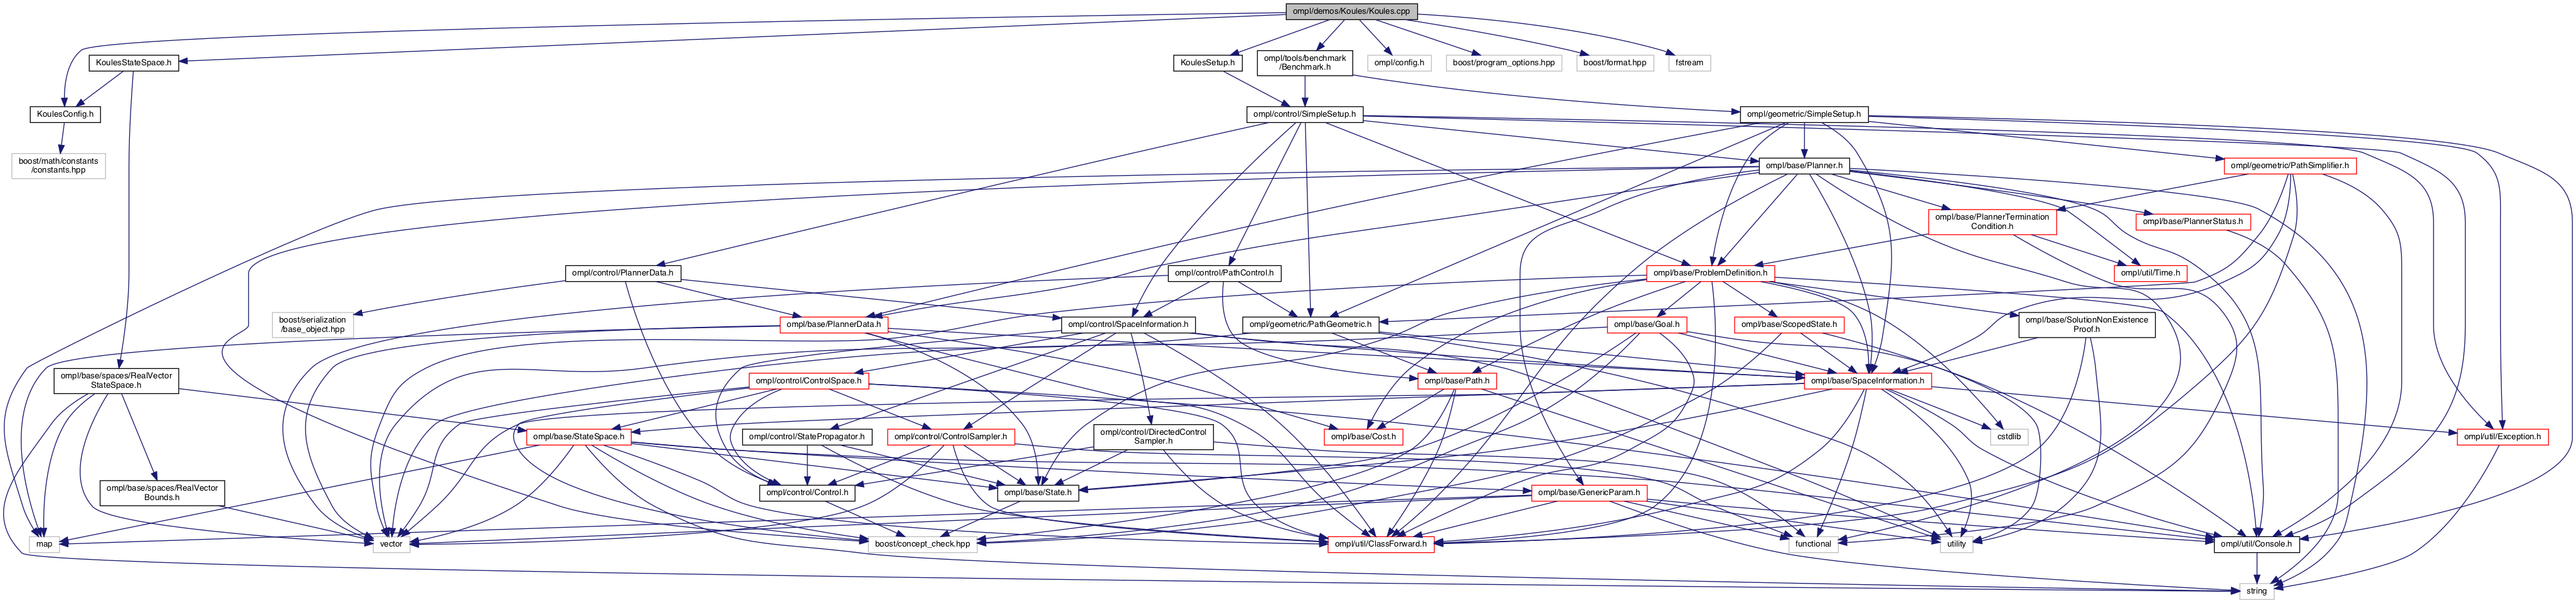 ompl/demos/Koules/Koules.cpp
KoulesStateSpace.h
KoulesSetup.h
ompl/tools/benchmark
/Benchmark.h
ompl/config.h
boost/program_options.hpp
boost/format.hpp
fstream
KoulesConfig.h
ompl/control/SimpleSetup.h
ompl/geometric/SimpleSetup.h
boost/math/constants
/constants.hpp
ompl/base/Planner.h
ompl/geometric/PathSimplifier.h
ompl/base/PlannerTermination
Condition.h
ompl/base/PlannerStatus.h
ompl/control/PlannerData.h
ompl/control/PathControl.h
ompl/base/ProblemDefinition.h
ompl/util/Time.h
boost/serialization
/base_object.hpp
ompl/base/PlannerData.h
ompl/control/SpaceInformation.h
ompl/geometric/PathGeometric.h
ompl/base/Goal.h
ompl/base/ScopedState.h
ompl/base/SolutionNonExistence
Proof.h
ompl/base/spaces/RealVector
StateSpace.h
ompl/control/ControlSpace.h
ompl/base/Path.h
ompl/base/SpaceInformation.h
ompl/base/StateSpace.h
ompl/base/Cost.h
ompl/control/StatePropagator.h
ompl/control/ControlSampler.h
ompl/control/DirectedControl
Sampler.h
cstdlib
ompl/util/Exception.h
ompl/base/spaces/RealVector
Bounds.h
ompl/control/Control.h
ompl/base/State.h
ompl/base/GenericParam.h
map
vector
boost/concept_check.hpp
ompl/util/ClassForward.h
functional
utility
ompl/util/Console.h
string